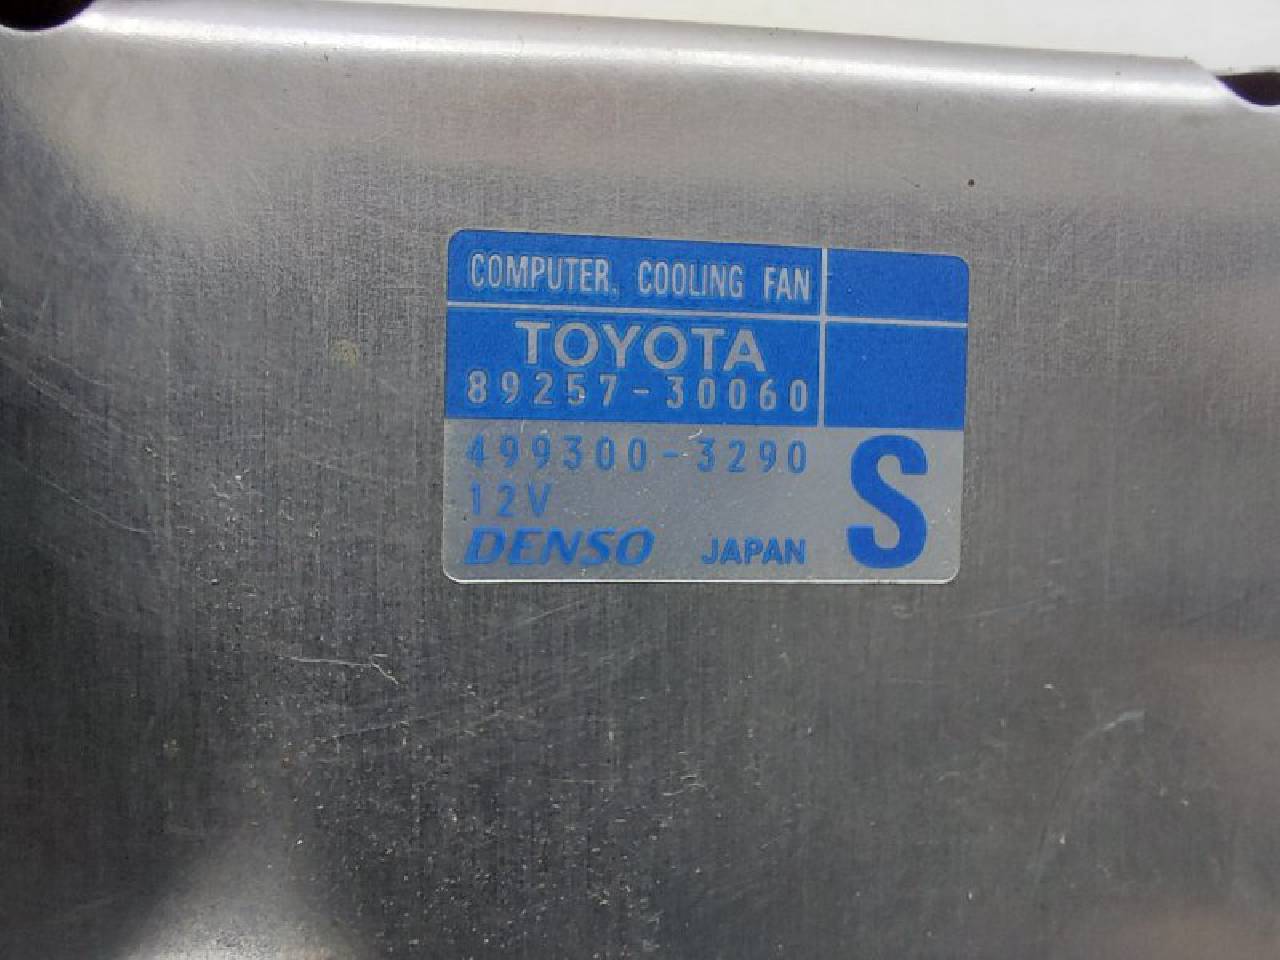 COMPUTER, COOLING FAN
TOYOTA
89257-30060
499300-3290
12V
DENSO JAPAN
S